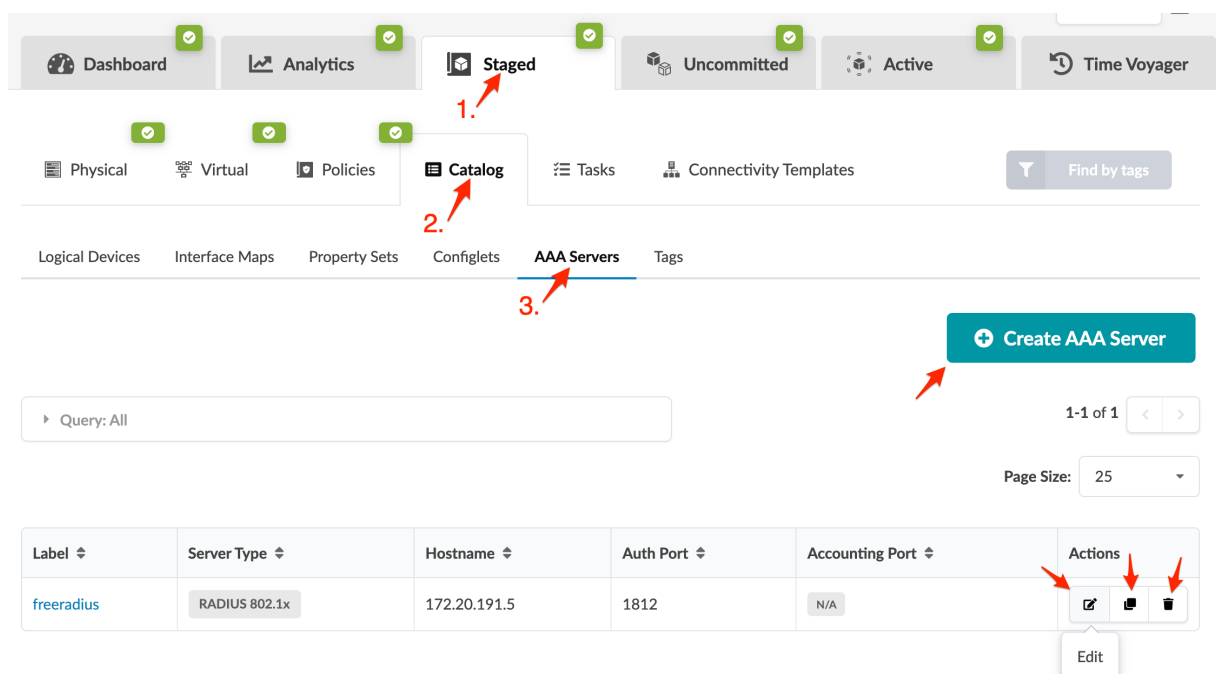 Dashboard Analytics Staged Uncommitted Active Time Voyager
1.
Physical Virtual Policies Catalog Tasks Connectivity Templates Find by tags
2.
Logical Devices Interface Maps Property Sets Configlets AAA Servers Tags
3.
Create AAA Server
Query: All
1-1 of 1
Page Size: 25
Label Server Type Hostname Auth Port Accounting Port Actions
freeradius RADIUS 802.1x 172.20.191.5 1812 N/A
Edit